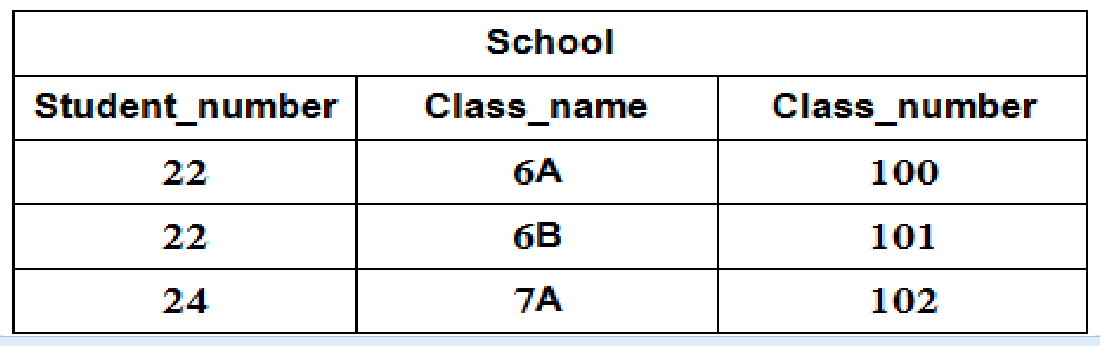 School
Student_number Class_name Class_number
22 6A 100
22 6B 101
24 7A 102